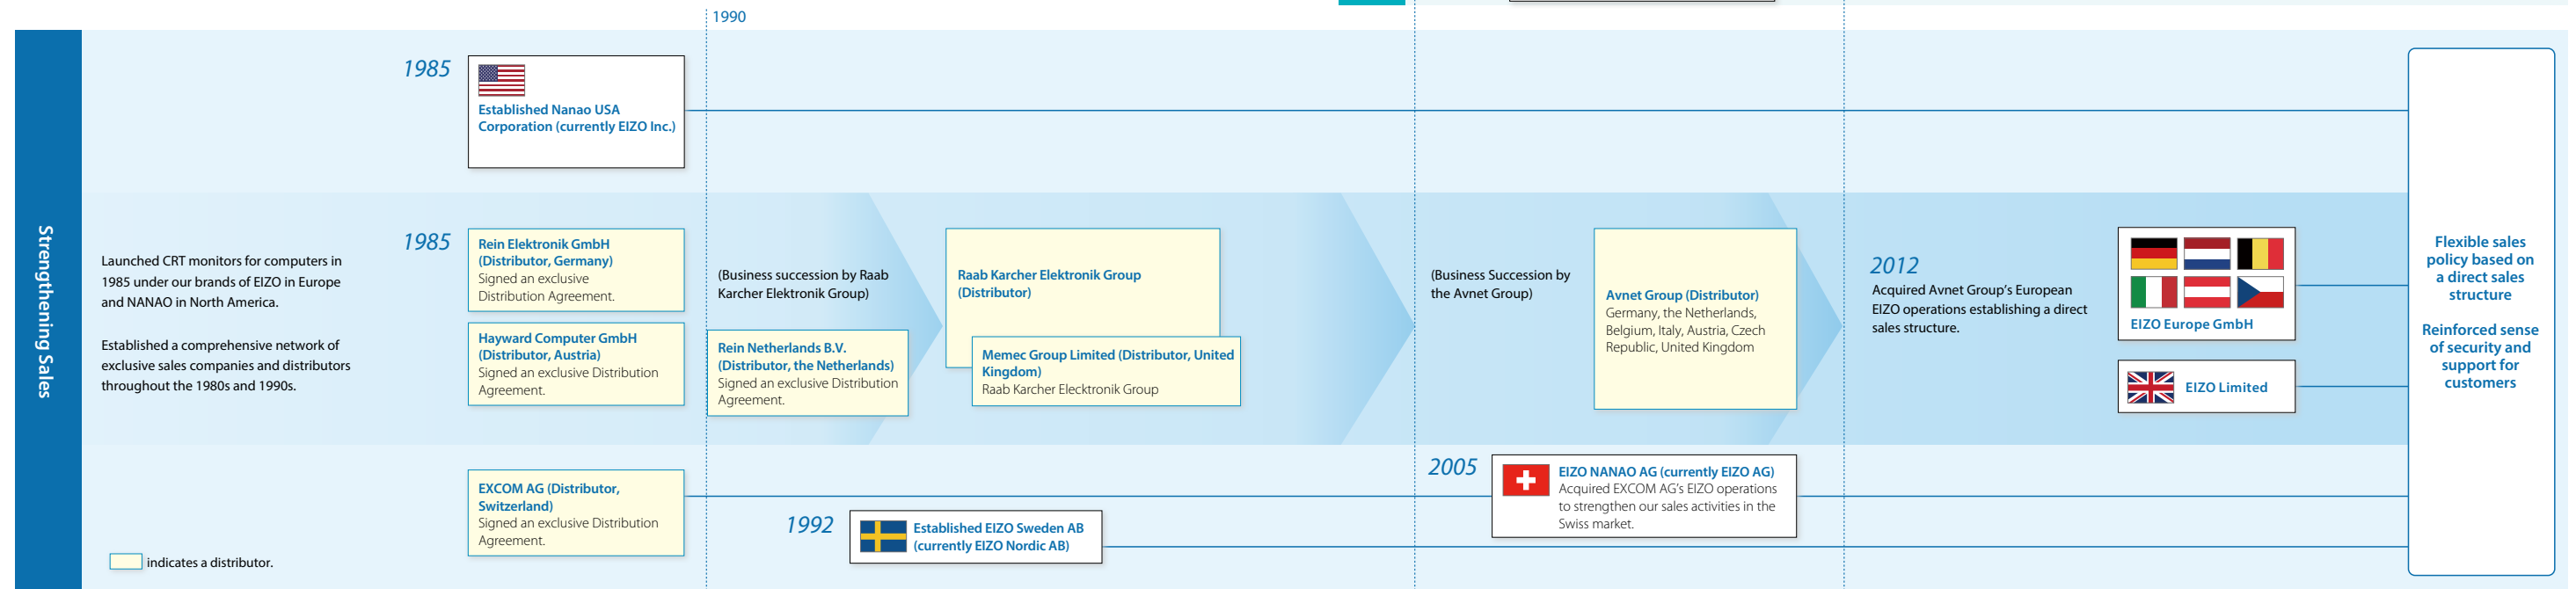 1990
Strengthening Sales
1985
Established Nanao USA
Corporation (currently EIZO Inc.)
Launched CRT monitors for computers in
1985 under our brands of EIZO in Europe
and NANAO in North America.
Established a comprehensive network of
exclusive sales companies and distributors
throughout the 1980s and 1990s.
1985
Rein Elektronik GmbH
(Distributor, Germany)
Signed an exclusive
Distribution Agreement.
Hayward Computer GmbH
(Distributor, Austria)
Signed an exclusive Distribution
Agreement.
(Business succession by Raab
Karcher Elektronik Group)
Rein Netherlands B.V.
(Distributor, the Netherlands)
Signed an exclusive Distribution
Agreement.
Raab Karcher Elektronik Group
(Distributor)
Memec Group Limited (Distributor, United
Kingdom)
Raab Karcher Elecktronik Group
(Business Succession by
the Avnet Group)
Avnet Group (Distributor)
Germany, the Netherlands,
Belgium, Italy, Austria, Czech
Republic, United Kingdom
2012
Acquired Avnet Group's European
EIZO operations establishing a direct
sales structure.
EIZO Europe GmbH
EIZO Limited
EXCOM AG (Distributor,
Switzerland)
Signed an exclusive Distribution
Agreement.
1992
Established EIZO Sweden AB
(currently EIZO Nordic AB)
2005
EIZO NANAO AG (currently EIZO AG)
Acquired EXCOM AG's EIZO operations
to strengthen our sales activities in the
Swiss market.
Flexible sales
policy based on
a direct sales
structure
Reinforced sense
of security and
support for
customers
indicates a distributor.